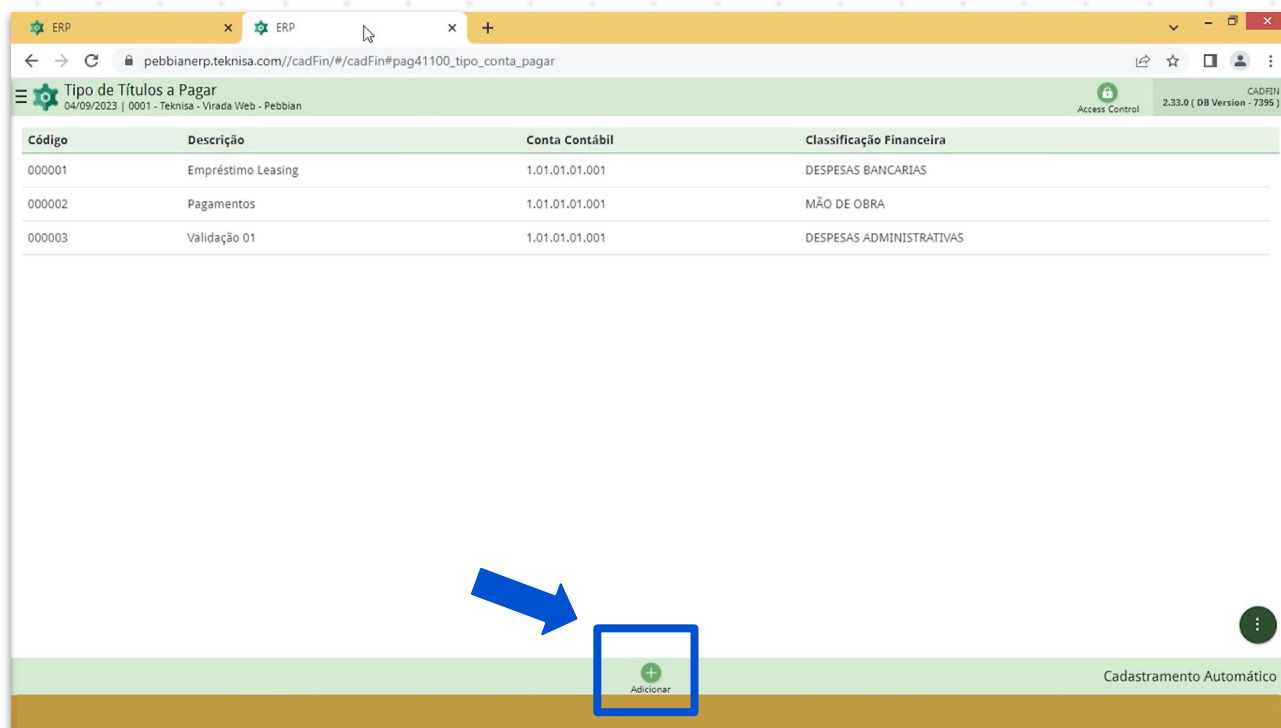 ERP
ERP
pebbianerp.teknisa.com//cadFin/#/cadFin#pag41100_tipo_conta_pagar
Tipo de Títulos a Pagar
04/09/2023 | 0001 - Teknisa - Virada Web - Pebbian
Access Control
CADFIN
2.33.0 ( DB Version - 7395 )
Código Descrição Conta Contábil Classificação Financeira
000001 Empréstimo Leasing 1.01.01.01.001 DESPESAS BANCARIAS
000002 Pagamentos 1.01.01.01.001 MÃO DE OBRA
000003 Validação 01 1.01.01.01.001 DESPESAS ADMINISTRATIVAS
Adicionar
Cadastramento Automático